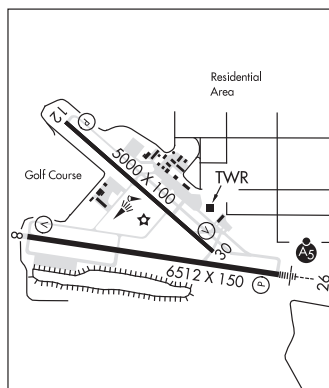 Residential
Area
12
P
5000 X 100
Golf Course
TWR
V
V
30
8
A5
6512 X 150
P
26